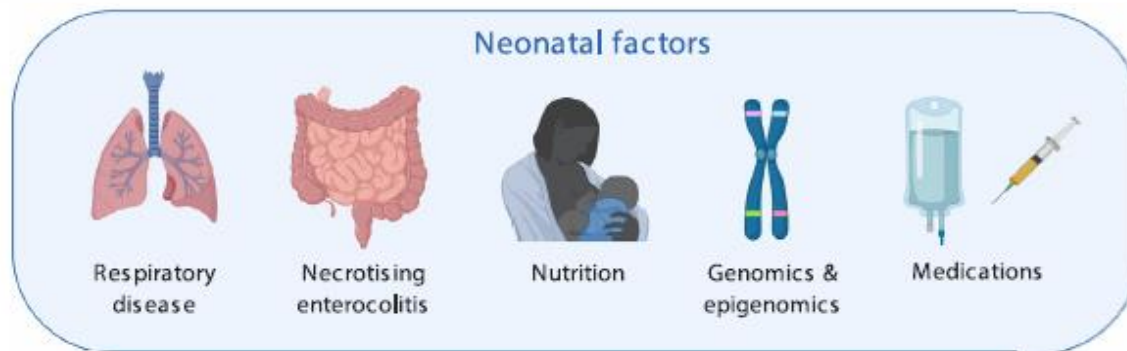 Neonatal factors
Respiratory
disease
Necrotising
enterocolitis
Nutrition
Genomics &
epigenomics
Medications